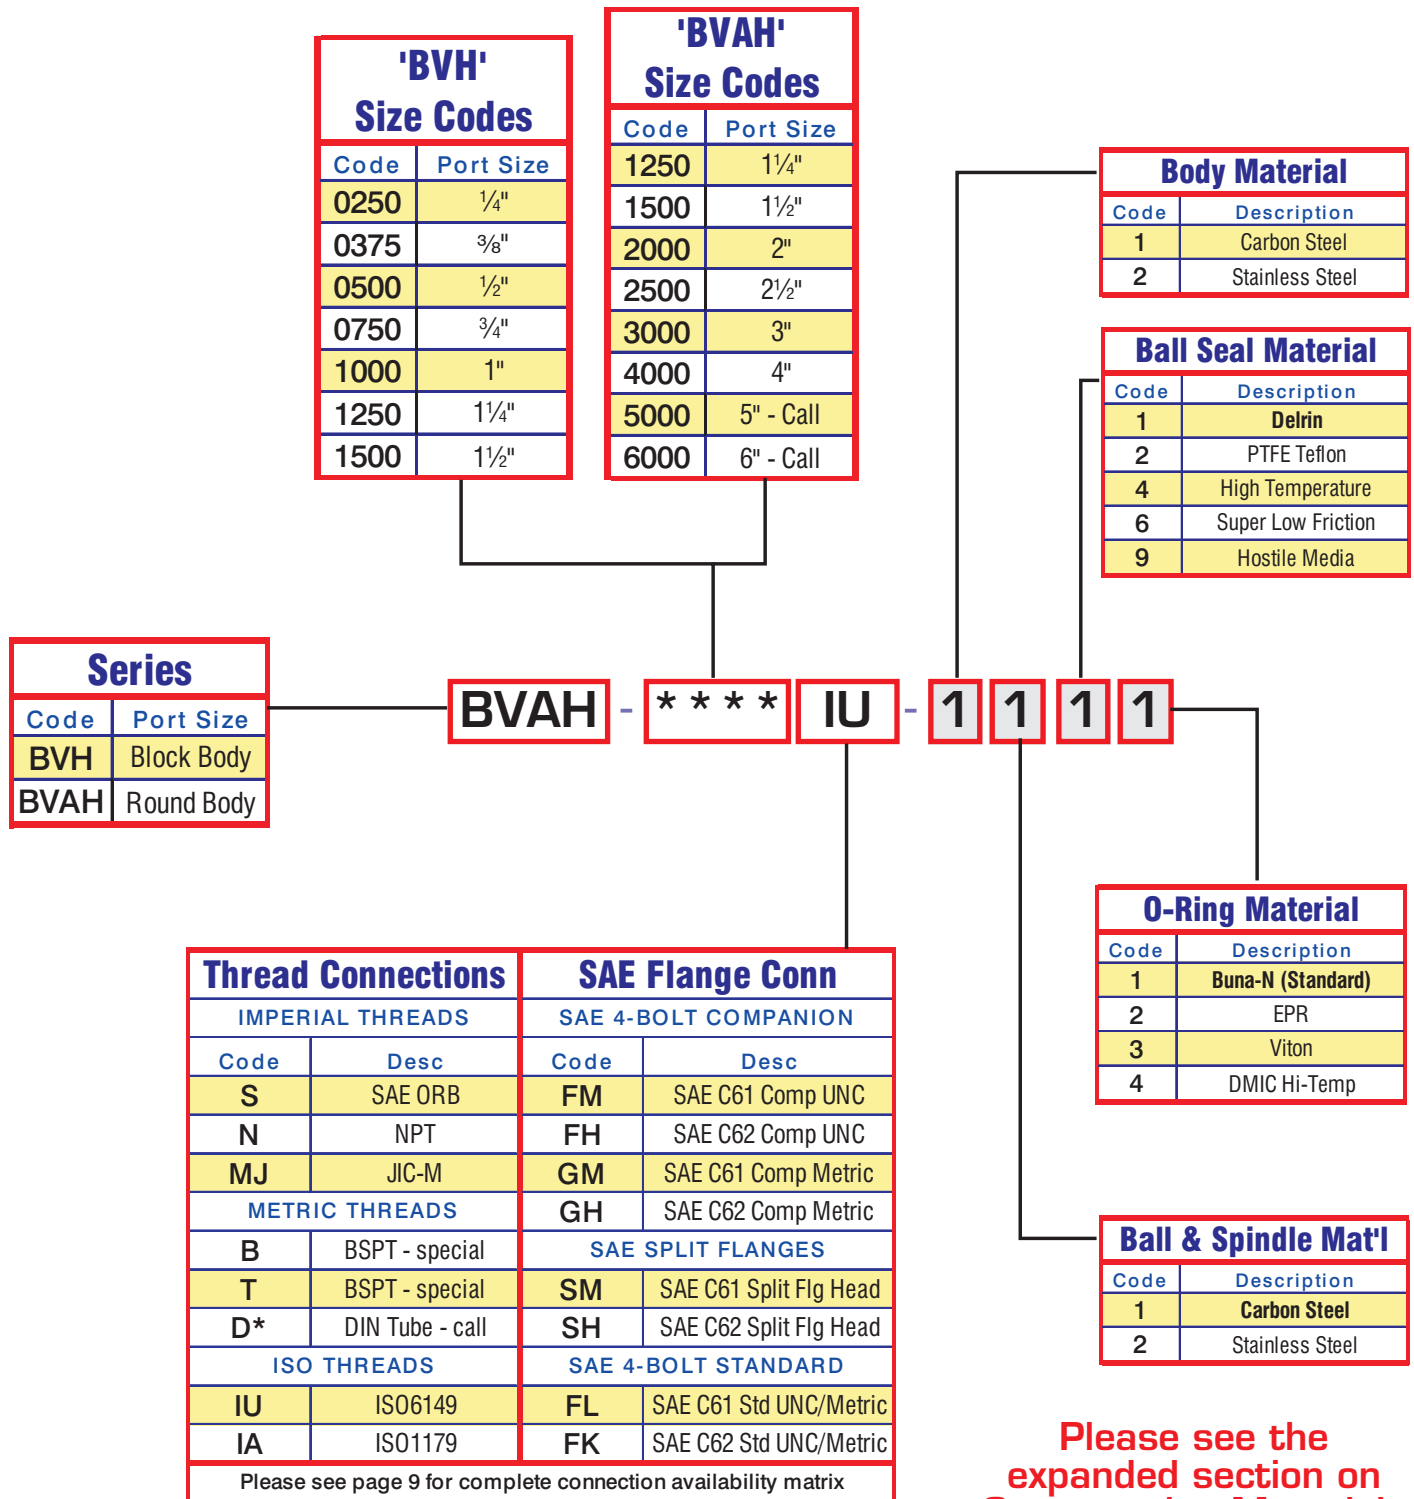 'BVH'
Size Codes
Code Port Size
0250 ¼"
0375 ⅜"
0500 ½"
0750 ¾"
1000 1"
1250 1¼"
1500 1½"
'BVAH'
Size Codes
Code Port Size
1250 1¼"
1500 1½"
2000 2"
2500 2½"
3000 3"
4000 4"
5000 5" - Call
6000 6" - Call
Body Material
Code Description
1 Carbon Steel
2 Stainless Steel
Ball Seal Material
Code Description
1 Delrin
2 PTFE Teflon
4 High Temperature
6 Super Low Friction
9 Hostile Media
Series
Code Port Size
BVH Block Body
BVAH Round Body
BVAH - **** IU - 1 1 1 1
Thread Connections
IMPERIAL THREADS
Code Desc
S SAE ORB
N NPT
MJ JIC-M
METRIC THREADS
B BSPT - special
T BSPT - special
D* DIN Tube - call
ISO THREADS
IU ISO6149
IA ISO1179
SAE Flange Conn
SAE 4-BOLT COMPANION
Code Desc
FM SAE C61 Comp UNC
FH SAE C62 Comp UNC
GM SAE C61 Comp Metric
GH SAE C62 Comp Metric
SAE SPLIT FLANGES
SM SAE C61 Split Flg Head
SH SAE C62 Split Flg Head
SAE 4-BOLT STANDARD
FL SAE C61 Std UNC/Metric
FK SAE C62 Std UNC/Metric
Please see page 9 for complete connection availability matrix
O-Ring Material
Code Description
1 Buna-N (Standard)
2 EPR
3 Viton
4 DMIC Hi-Temp
Ball & Spindle Mat'l
Code Description
1 Carbon Steel
2 Stainless Steel
Please see the
expanded section on